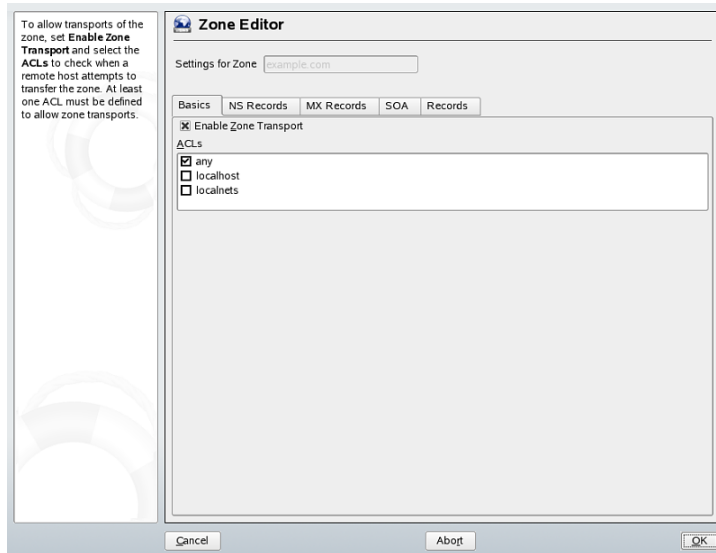 To allow transports of the
zone, set Enable Zone
Transport and select the
ACLs to check when a
remote host attempts to
transfer the zone. At least
one ACL must be defined
to allow zone transports.
Zone Editor
Settings for Zone example.com
Basics NS Records MX Records SOA Records
Enable Zone Transport
ACLs
any
localhost
localnets
Cancel Abort OK